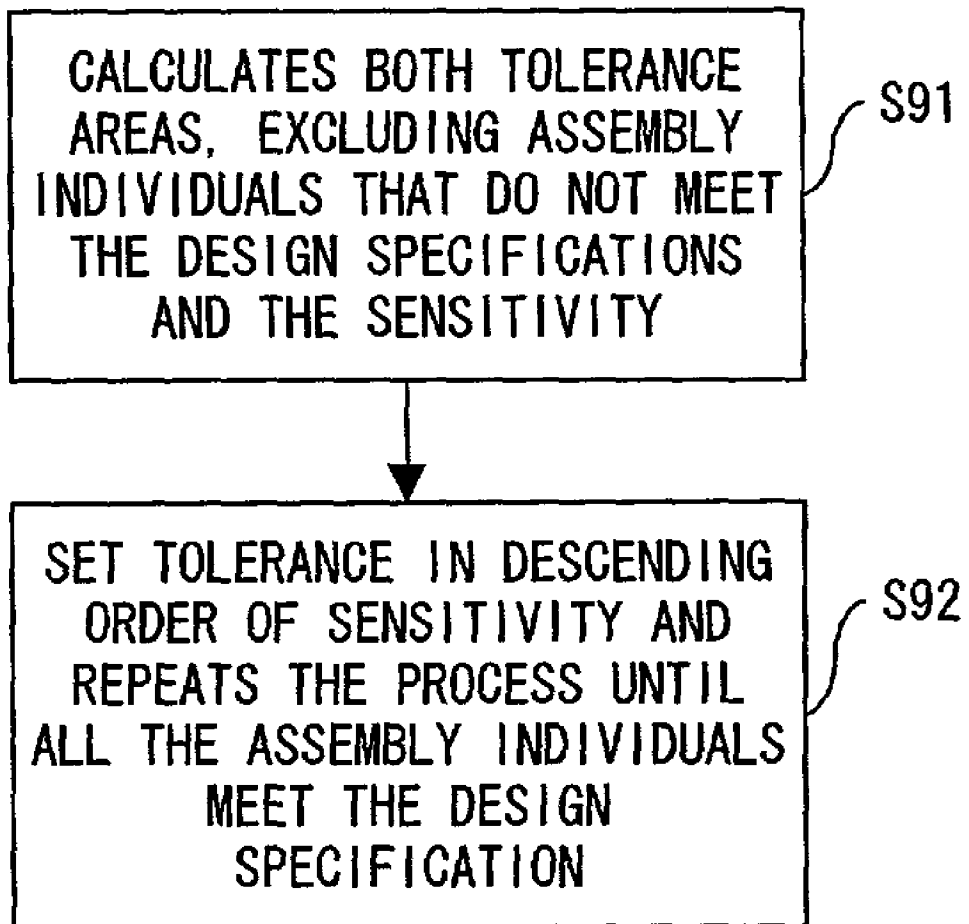 CALCULATES BOTH TOLERANCE
AREAS, EXCLUDING ASSEMBLY
INDIVIDUALS THAT DO NOT MEET
THE DESIGN SPECIFICATIONS
AND THE SENSITIVITY
S91
SET TOLERANCE IN DESCENDING
ORDER OF SENSITIVITY AND
REPEATS THE PROCESS UNTIL
ALL THE ASSEMBLY INDIVIDUALS
MEET THE DESIGN
SPECIFICATION
S92